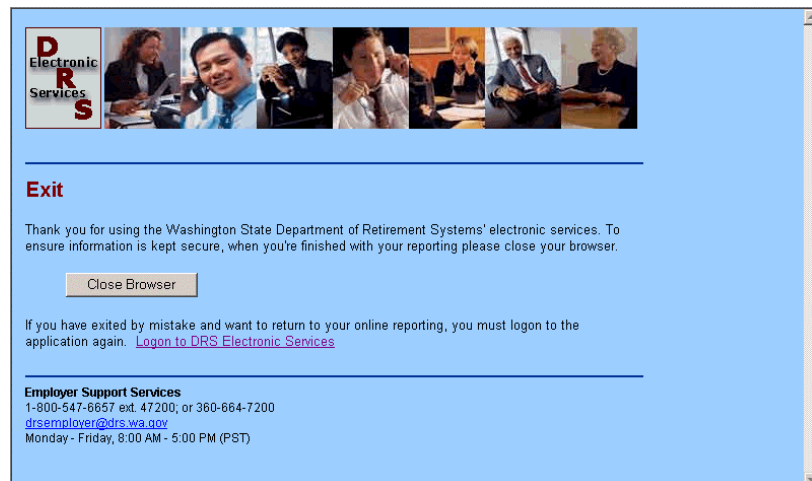 D
Electronic
R
Services
S
Exit
Thank you for using the Washington State Department of Retirement Systems' electronic services. To
ensure information is kept secure, when you're finished with your reporting please close your browser.
Close Browser
If you have exited by mistake and want to return to your online reporting, you must logon to the
application again. Logon to DRS Electronic Services
Employer Support Services
1-800-547-6657 ext. 47200; or 360-664-7200
drsemployer@drs.wa.gov
Monday - Friday, 8:00 AM - 5:00 PM (PST)